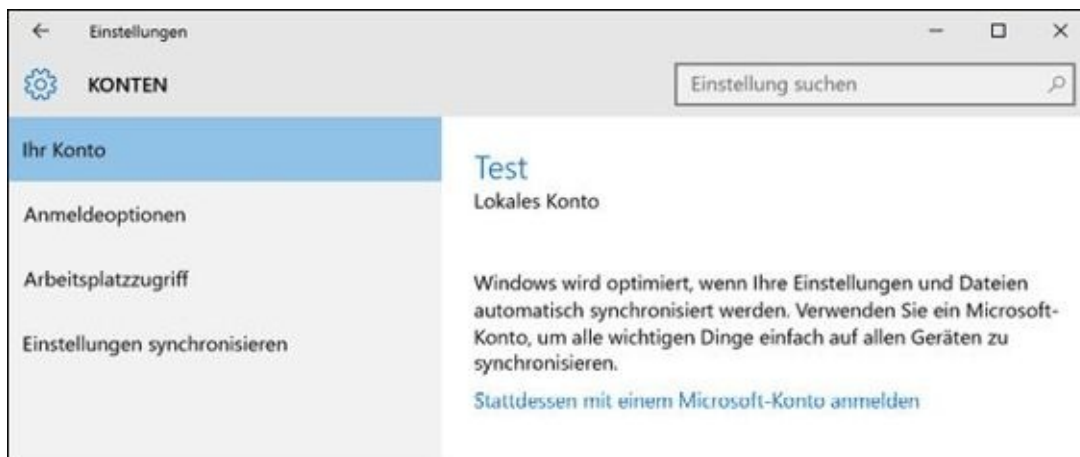 Einstellungen
KONTEN
Einstellung suchen
Ihr Konto
Anmeldeoptionen
Arbeitsplatzzugriff
Einstellungen synchronisieren
Test
Lokales Konto
Windows wird optimiert, wenn Ihre Einstellungen und Dateien
automatisch synchronisiert werden. Verwenden Sie ein Microsoft-
Konto, um alle wichtigen Dinge einfach auf allen Geräten zu
synchronisieren.
Stattdessen mit einem Microsoft-Konto anmelden